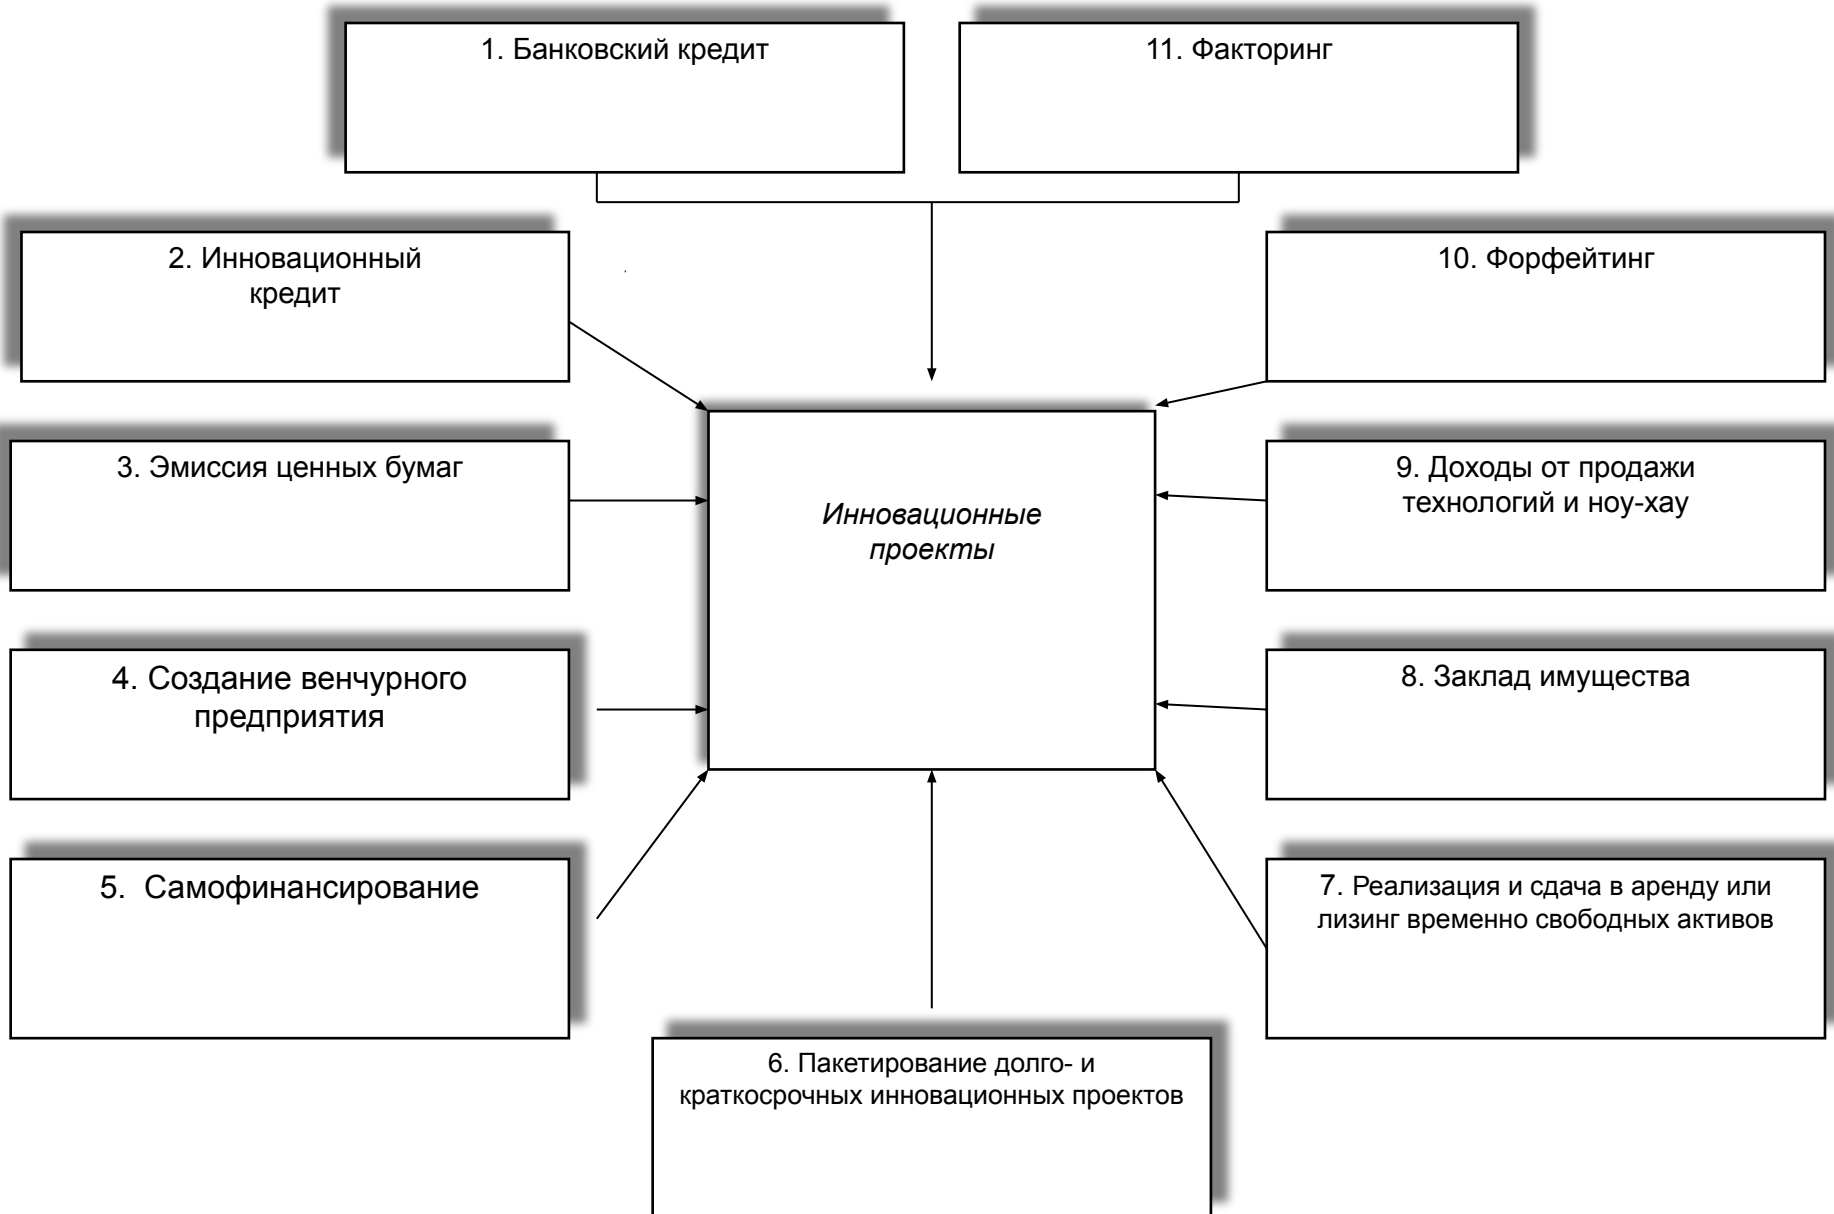 1. Банковский кредит
11. Факторинг
2. Инновационный
кредит
10. Форфейтинг
3. Эмиссия ценных бумаг
9. Доходы от продажи
технологий и ноу-хау
Инновационные
проекты
4. Создание венчурного
предприятия
8. Заклад имущества
5. Самофинансирование
7. Реализация и сдача в аренду или
лизинг временно свободных активов
6. Пакетирование долго- и
краткосрочных инновационных проектов